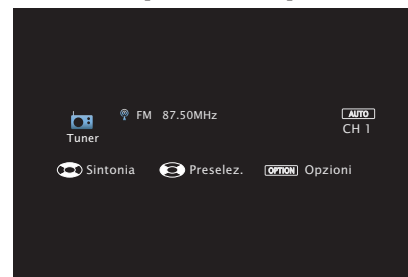 FM 87.50MHz
AUTO
Tuner
CH 1
Sintonia Preselez. OPTION Opzioni